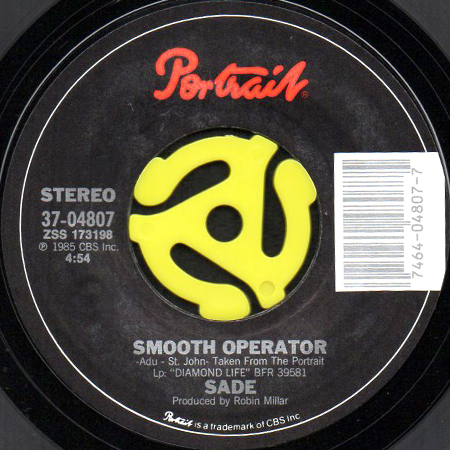 Portrait
STEREO
37-04807
ZSS 173198
℗ 1985 CBS Inc.
4:54
7464-04807-7
SMOOTH OPERATOR
-Adu - St. John- Taken From The Portrait
Lp: "DIAMOND LIFE" BFR 39581
SADE
Produced by Robin Millar
Portrait is a trademark of CBS Inc